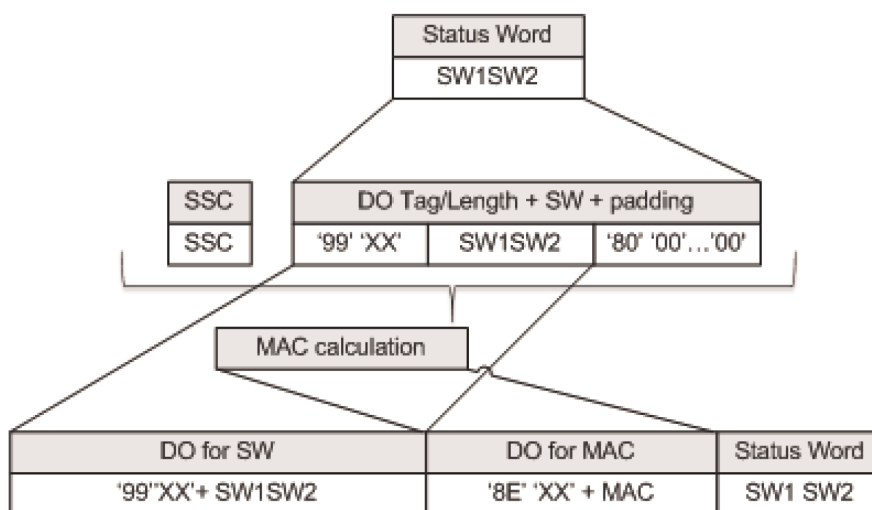 Status Word
SW1SW2
SSC
DO Tag/Length + SW + padding
SSC
‘99’ ‘XX’
SW1SW2
‘80’ ‘00’…’00’
MAC calculation
DO for SW
DO for MAC
Status Word
‘99’’XX’+ SW1SW2
‘8E’ ‘XX’ + MAC
SW1 SW2